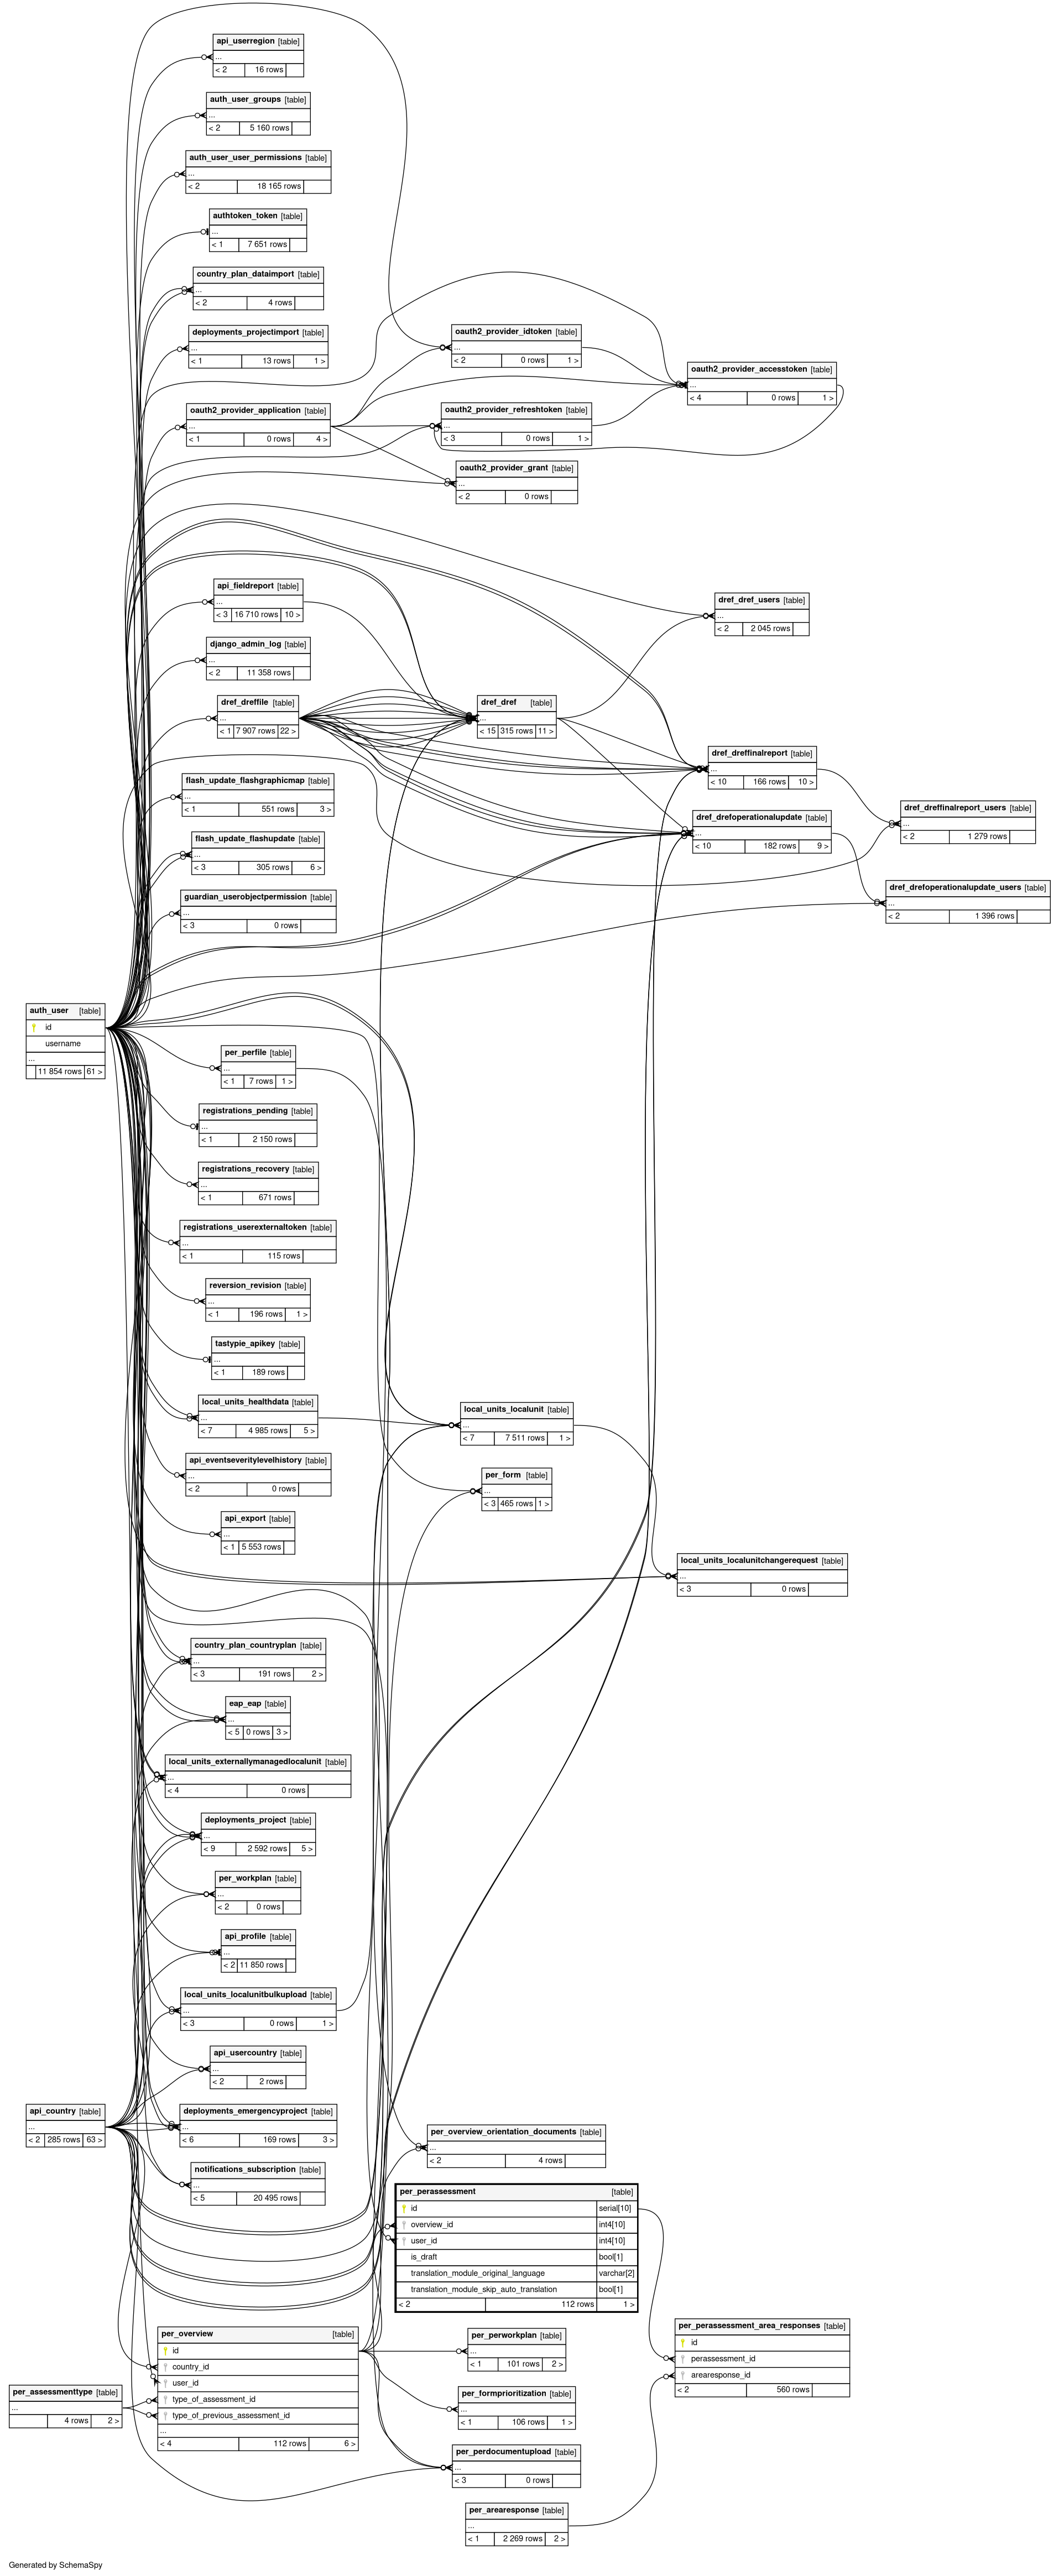 api_userregion [table]
...
< 2 16 rows
auth_user_groups [table]
...
< 2 5 160 rows
auth_user_user_permissions [table]
...
< 2 18 165 rows
authtoken_token [table]
...
< 1 7 651 rows
country_plan_dataimport [table]
...
< 2 4 rows
deployments_projectimport [table]
...
< 1 13 rows 1 >
oauth2_provider_idtoken [table]
...
< 2 0 rows 1 >
oauth2_provider_accesstoken [table]
...
< 4 0 rows 1 >
oauth2_provider_application [table]
...
< 1 0 rows 4 >
oauth2_provider_refreshtoken [table]
...
< 3 0 rows 1 >
oauth2_provider_grant [table]
...
< 2 0 rows
api_fieldreport [table]
...
< 3 16 710 rows 10 >
dref_dref_users [table]
...
< 2 2 045 rows
django_admin_log [table]
...
< 2 11 358 rows
dref_dreffile [table]
...
< 1 7 907 rows 22 >
dref_dref [table]
...
< 15 315 rows 11 >
dref_dreffinalreport [table]
...
< 10 166 rows 10 >
flash_update_flashgraphicmap [table]
...
< 1 551 rows 3 >
dref_dreffinalreport_users [table]
...
< 2 1 279 rows
dref_drefoperationalupdate [table]
...
< 10 182 rows 9 >
flash_update_flashupdate [table]
...
< 3 305 rows 6 >
dref_drefoperationalupdate_users [table]
...
< 2 1 396 rows
guardian_userobjectpermission [table]
...
< 3 0 rows
auth_user [table]
id
username
...
11 854 rows 61 >
per_perfile [table]
...
< 1 7 rows 1 >
registrations_pending [table]
...
< 1 2 150 rows
registrations_recovery [table]
...
< 1 671 rows
registrations_userexternaltoken [table]
...
< 1 115 rows
reversion_revision [table]
...
< 1 196 rows 1 >
tastypie_apikey [table]
...
< 1 189 rows
local_units_healthdata [table]
...
< 7 4 985 rows 5 >
local_units_localunit [table]
...
< 7 7 511 rows 1 >
api_eventseveritylevelhistory [table]
...
< 2 0 rows
per_form [table]
...
< 3 465 rows 1 >
api_export [table]
...
< 1 5 553 rows
local_units_localunitchangerequest [table]
...
< 3 0 rows
country_plan_countryplan [table]
...
< 3 191 rows 2 >
eap_eap [table]
...
< 5 0 rows 3 >
local_units_externallymanagedlocalunit [table]
...
< 4 0 rows
deployments_project [table]
...
< 9 2 592 rows 5 >
per_workplan [table]
...
< 2 0 rows
api_profile [table]
...
< 2 11 850 rows
local_units_localunitbulkupload [table]
...
< 3 0 rows 1 >
api_usercountry [table]
...
< 2 2 rows
api_country [table]
...
< 2 285 rows 63 >
deployments_emergencyproject [table]
...
< 6 169 rows 3 >
per_overview_orientation_documents [table]
...
< 2 4 rows
notifications_subscription [table]
...
< 5 20 495 rows
per_perassessment [table]
id serial[10]
overview_id int4[10]
user_id int4[10]
is_draft bool[1]
translation_module_original_language varchar[2]
translation_module_skip_auto_translation bool[1]
< 2 112 rows 1 >
per_perassessment_area_responses [table]
id
perassessment_id
arearesponse_id
< 2 560 rows
per_overview [table]
id
country_id
user_id
type_of_assessment_id
type_of_previous_assessment_id
...
< 4 112 rows 6 >
per_perworkplan [table]
...
< 1 101 rows 2 >
per_assessmenttype [table]
...
4 rows 2 >
per_formprioritization [table]
...
< 1 106 rows 1 >
per_perdocumentupload [table]
...
< 3 0 rows
per_arearesponse [table]
...
< 1 2 269 rows 2 >
Generated by SchemaSpy